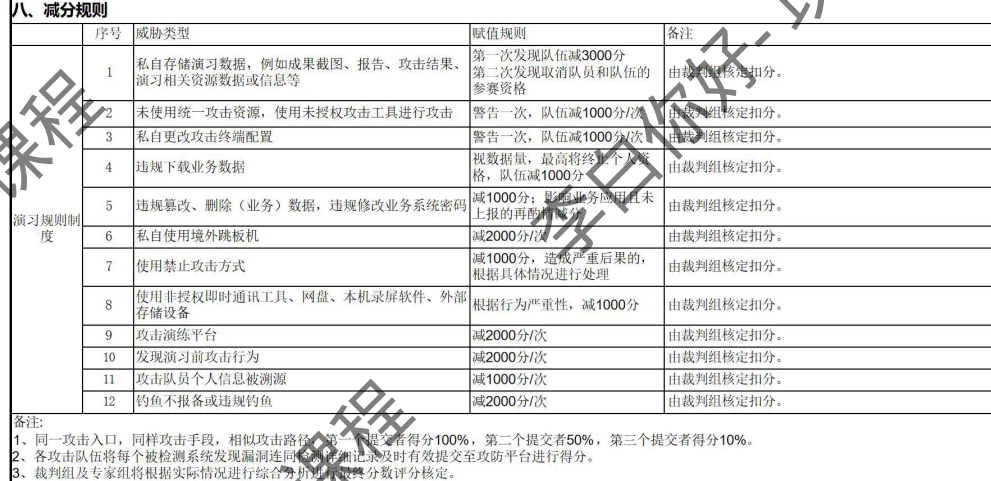 八、减分规则
序号 威胁类型 赋值规则 备注
演习规则制度
1 私自存储演习数据,例如成果截图、报告、攻击结果、演习相关资源数据或信息等 第一次发现队伍减3000分 第二次发现取消队员和队伍的参赛资格 由裁判组核定扣分。
2 未使用统一攻击资源,使用未授权攻击工具进行攻击 警告一次,队伍减1000分/次 由裁判组核定扣分。
3 私自更改攻击终端配置 警告一次,队伍减1000分/次 由裁判组核定扣分。
4 违规下载业务数据 视数据量,最高将终止个人资格,队伍减1000分 由裁判组核定扣分。
5 违规篡改、删除(业务)数据,违规修改业务系统密码 减1000分;影响业务应用且未上报的再酌情减分 由裁判组核定扣分。
6 私自使用境外跳板机 减2000分/次 由裁判组核定扣分。
7 使用禁止攻击方式 减1000分,造成严重后果的,根据具体情况进行处理 由裁判组核定扣分。
8 使用非授权即时通讯工具、网盘、本机录屏软件、外部存储设备 根据行为严重性,减1000分 由裁判组核定扣分。
9 攻击演练平台 减2000分/次 由裁判组核定扣分。
10 发现演习前攻击行为 减2000分/次 由裁判组核定扣分。
11 攻击队员个人信息被溯源 减1000分/次 由裁判组核定扣分。
12 钓鱼不报备或违规钓鱼 减2000分/次 由裁判组核定扣分。
备注:
1、同一攻击入口,同样攻击手段,相似攻击路径,第一个提交者得分100%,第二个提交者50%,第三个提交者得分10%。
2、各攻击队伍将每个被检测系统发现漏洞连同检测详细记录及时有效提交至攻防平台进行得分。
3、裁判组及专家组将根据实际情况进行综合分析进行最终分数评分核定。
课程
李白你好-
课程